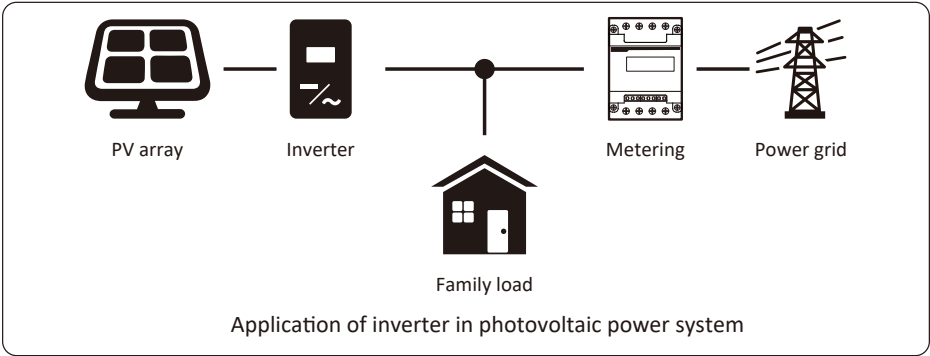 PV array
Inverter
Metering
Power grid
Family load
Application of inverter in photovoltaic power system